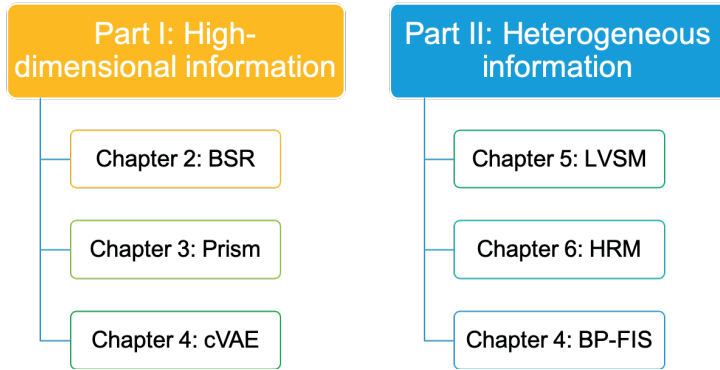 Part I: High-
dimensional information
Chapter 2: BSR
Chapter 3: Prism
Chapter 4: cVAE
Part II: Heterogeneous
information
Chapter 5: LVSM
Chapter 6: HRM
Chapter 4: BP-FIS